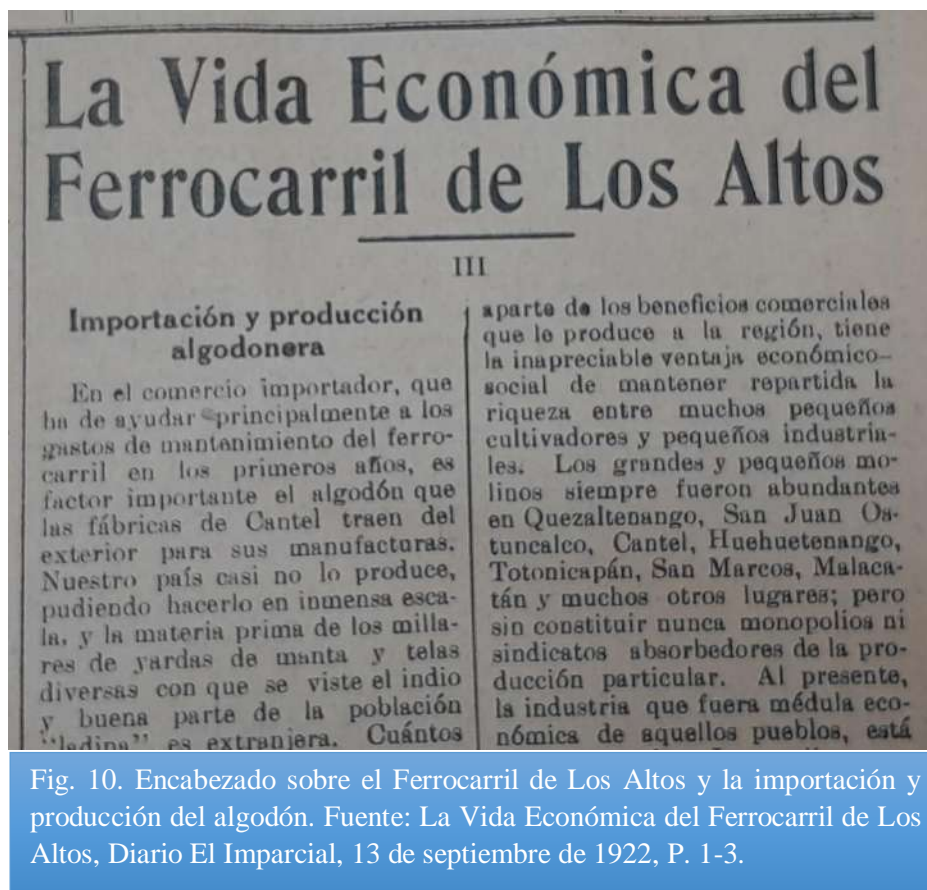 La Vida Económica del
Ferrocarril de Los Altos
III
Importación y producción
algodonera
En el comercio importador, que
ha de ayudar principalmente a los
gastos de mantenimiento del ferro-
carril en los primeros años, es
factor importante el algodón que
las fábricas de Cantel traen del
exterior para sus manufacturas.
Nuestro país casi no lo produce,
pudiendo hacerlo en inmensa esca-
la, y la materia prima de los milla-
res de yardas de manta y telas
diversas con que se viste el indio
y buena parte de la población
"ladina" es extranjera. Cuántos
aparte de los beneficios comerciales
que le produce a la región, tiene
la inapreciable ventaja económico-
social de mantener repartida la
riqueza entre muchos pequeños
cultivadores y pequeños industria-
les. Los grandes y pequeños mo-
linos siempre fueron abundantes
en Quezaltenango, San Juan Os-
tuncalco, Cantel, Huehuetenango,
Totonicapán, San Marcos, Malaca-
tán y muchos otros lugares; pero
sin constituir nunca monopolios ni
sindicatos absorbedores de la pro-
ducción particular. Al presente,
la industria que fuera médula eco-
nómica de aquellos pueblos, está
Fig. 10. Encabezado sobre el Ferrocarril de Los Altos y la importación y
producción del algodón. Fuente: La Vida Económica del Ferrocarril de Los
Altos, Diario El Imparcial, 13 de septiembre de 1922, P. 1-3.